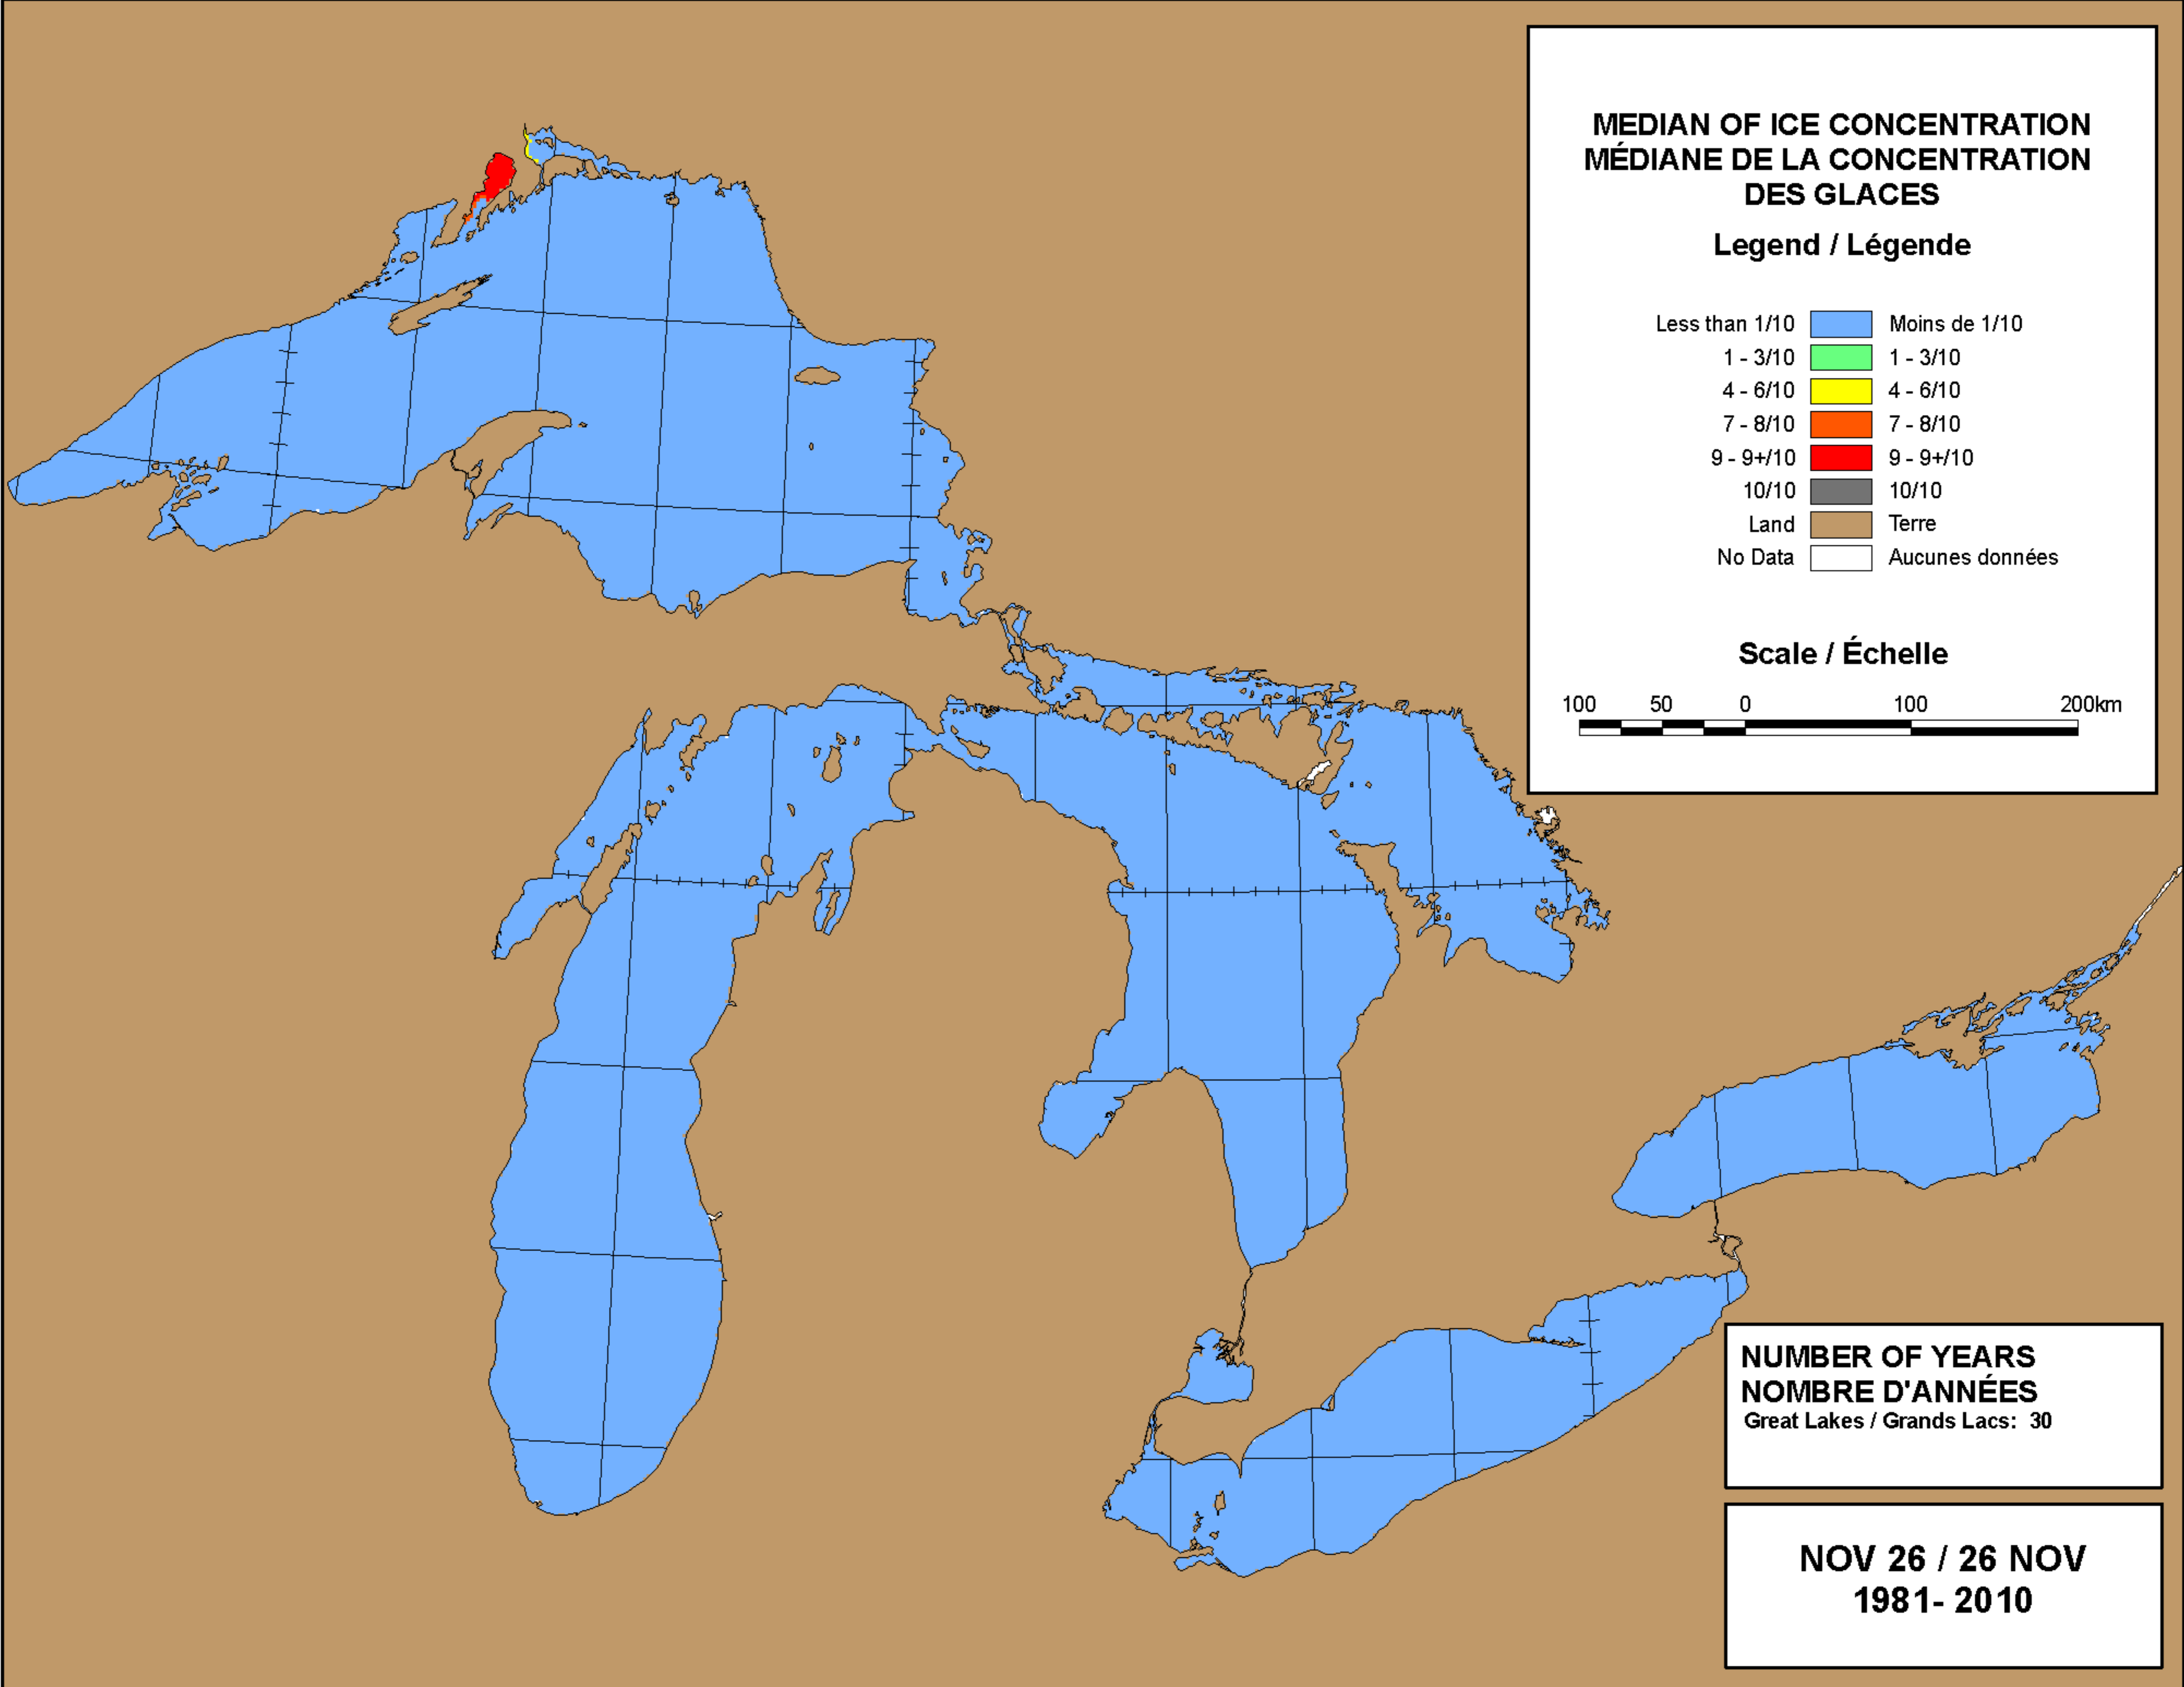 MEDIAN OF ICE CONCENTRATION
MÉDIANE DE LA CONCENTRATION
DES GLACES
Legend / Légende
Less than 1/10 Moins de 1/10
1 - 3/10 1 - 3/10
4 - 6/10 4 - 6/10
7 - 8/10 7 - 8/10
9 - 9+/10 9 - 9+/10
10/10 10/10
Land Terre
No Data Aucunes données
Scale / Échelle
100 50 0 100 200km
NUMBER OF YEARS
NOMBRE D'ANNÉES
Great Lakes / Grands Lacs: 30
NOV 26 / 26 NOV
1981- 2010